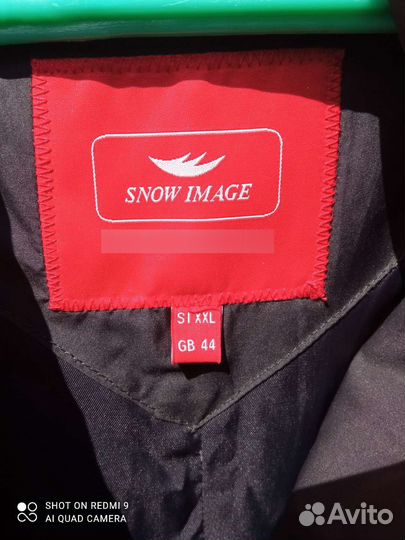 SNOW IMAGE
SI XXL
GB 44
SHOT ON REDMI 9
AI QUAD CAMERA
Avito